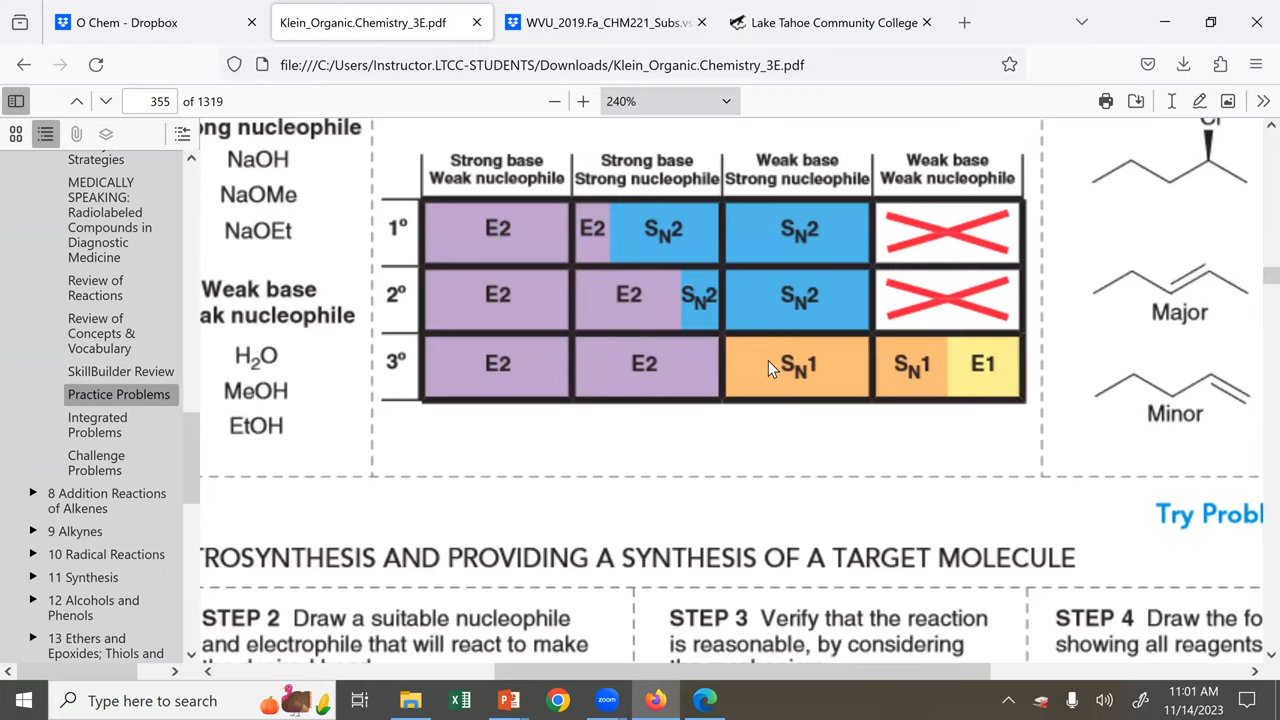 O Chem - Dropbox
Klein_Organic.Chemistry_3E.pdf
WVU_2019.Fa_CHM221_Subs.vs
Lake Tahoe Community College
file:///C:/Users/Instructor.LTCC-STUDENTS/Downloads/Klein_Organic.Chemistry_3E.pdf
355 of 1319
240%
Strategies
MEDICALLY
SPEAKING:
Radiolabeled
Compounds in
Diagnostic
Medicine
Review of
Reactions
Review of
Concepts &
Vocabulary
SkillBuilder Review
Practice Problems
Integrated
Problems
Challenge
Problems
8 Addition Reactions
of Alkenes
9 Alkynes
10 Radical Reactions
11 Synthesis
12 Alcohols and
Phenols
13 Ethers and
Epoxides; Thiols and
ong nucleophile
NaOH
NaOMe
NaOEt
Weak base
ak nucleophile
H2O
MeOH
EtOH
Strong base Strong base Weak base Weak base
Weak nucleophile Strong nucleophile Strong nucleophile Weak nucleophile
1° E2 E2 SN2 SN2
2° E2 E2 SN2 SN2
3° E2 E2 SN1 SN1 E1
Cl
Major
Minor
Try Probl
TROSYNTHESIS AND PROVIDING A SYNTHESIS OF A TARGET MOLECULE
STEP 2 Draw a suitable nucleophile
and electrophile that will react to make
STEP 3 Verify that the reaction
is reasonable, by considering
STEP 4 Draw the fo
showing all reagents
Type here to search
zoom
11:01 AM
11/14/2023